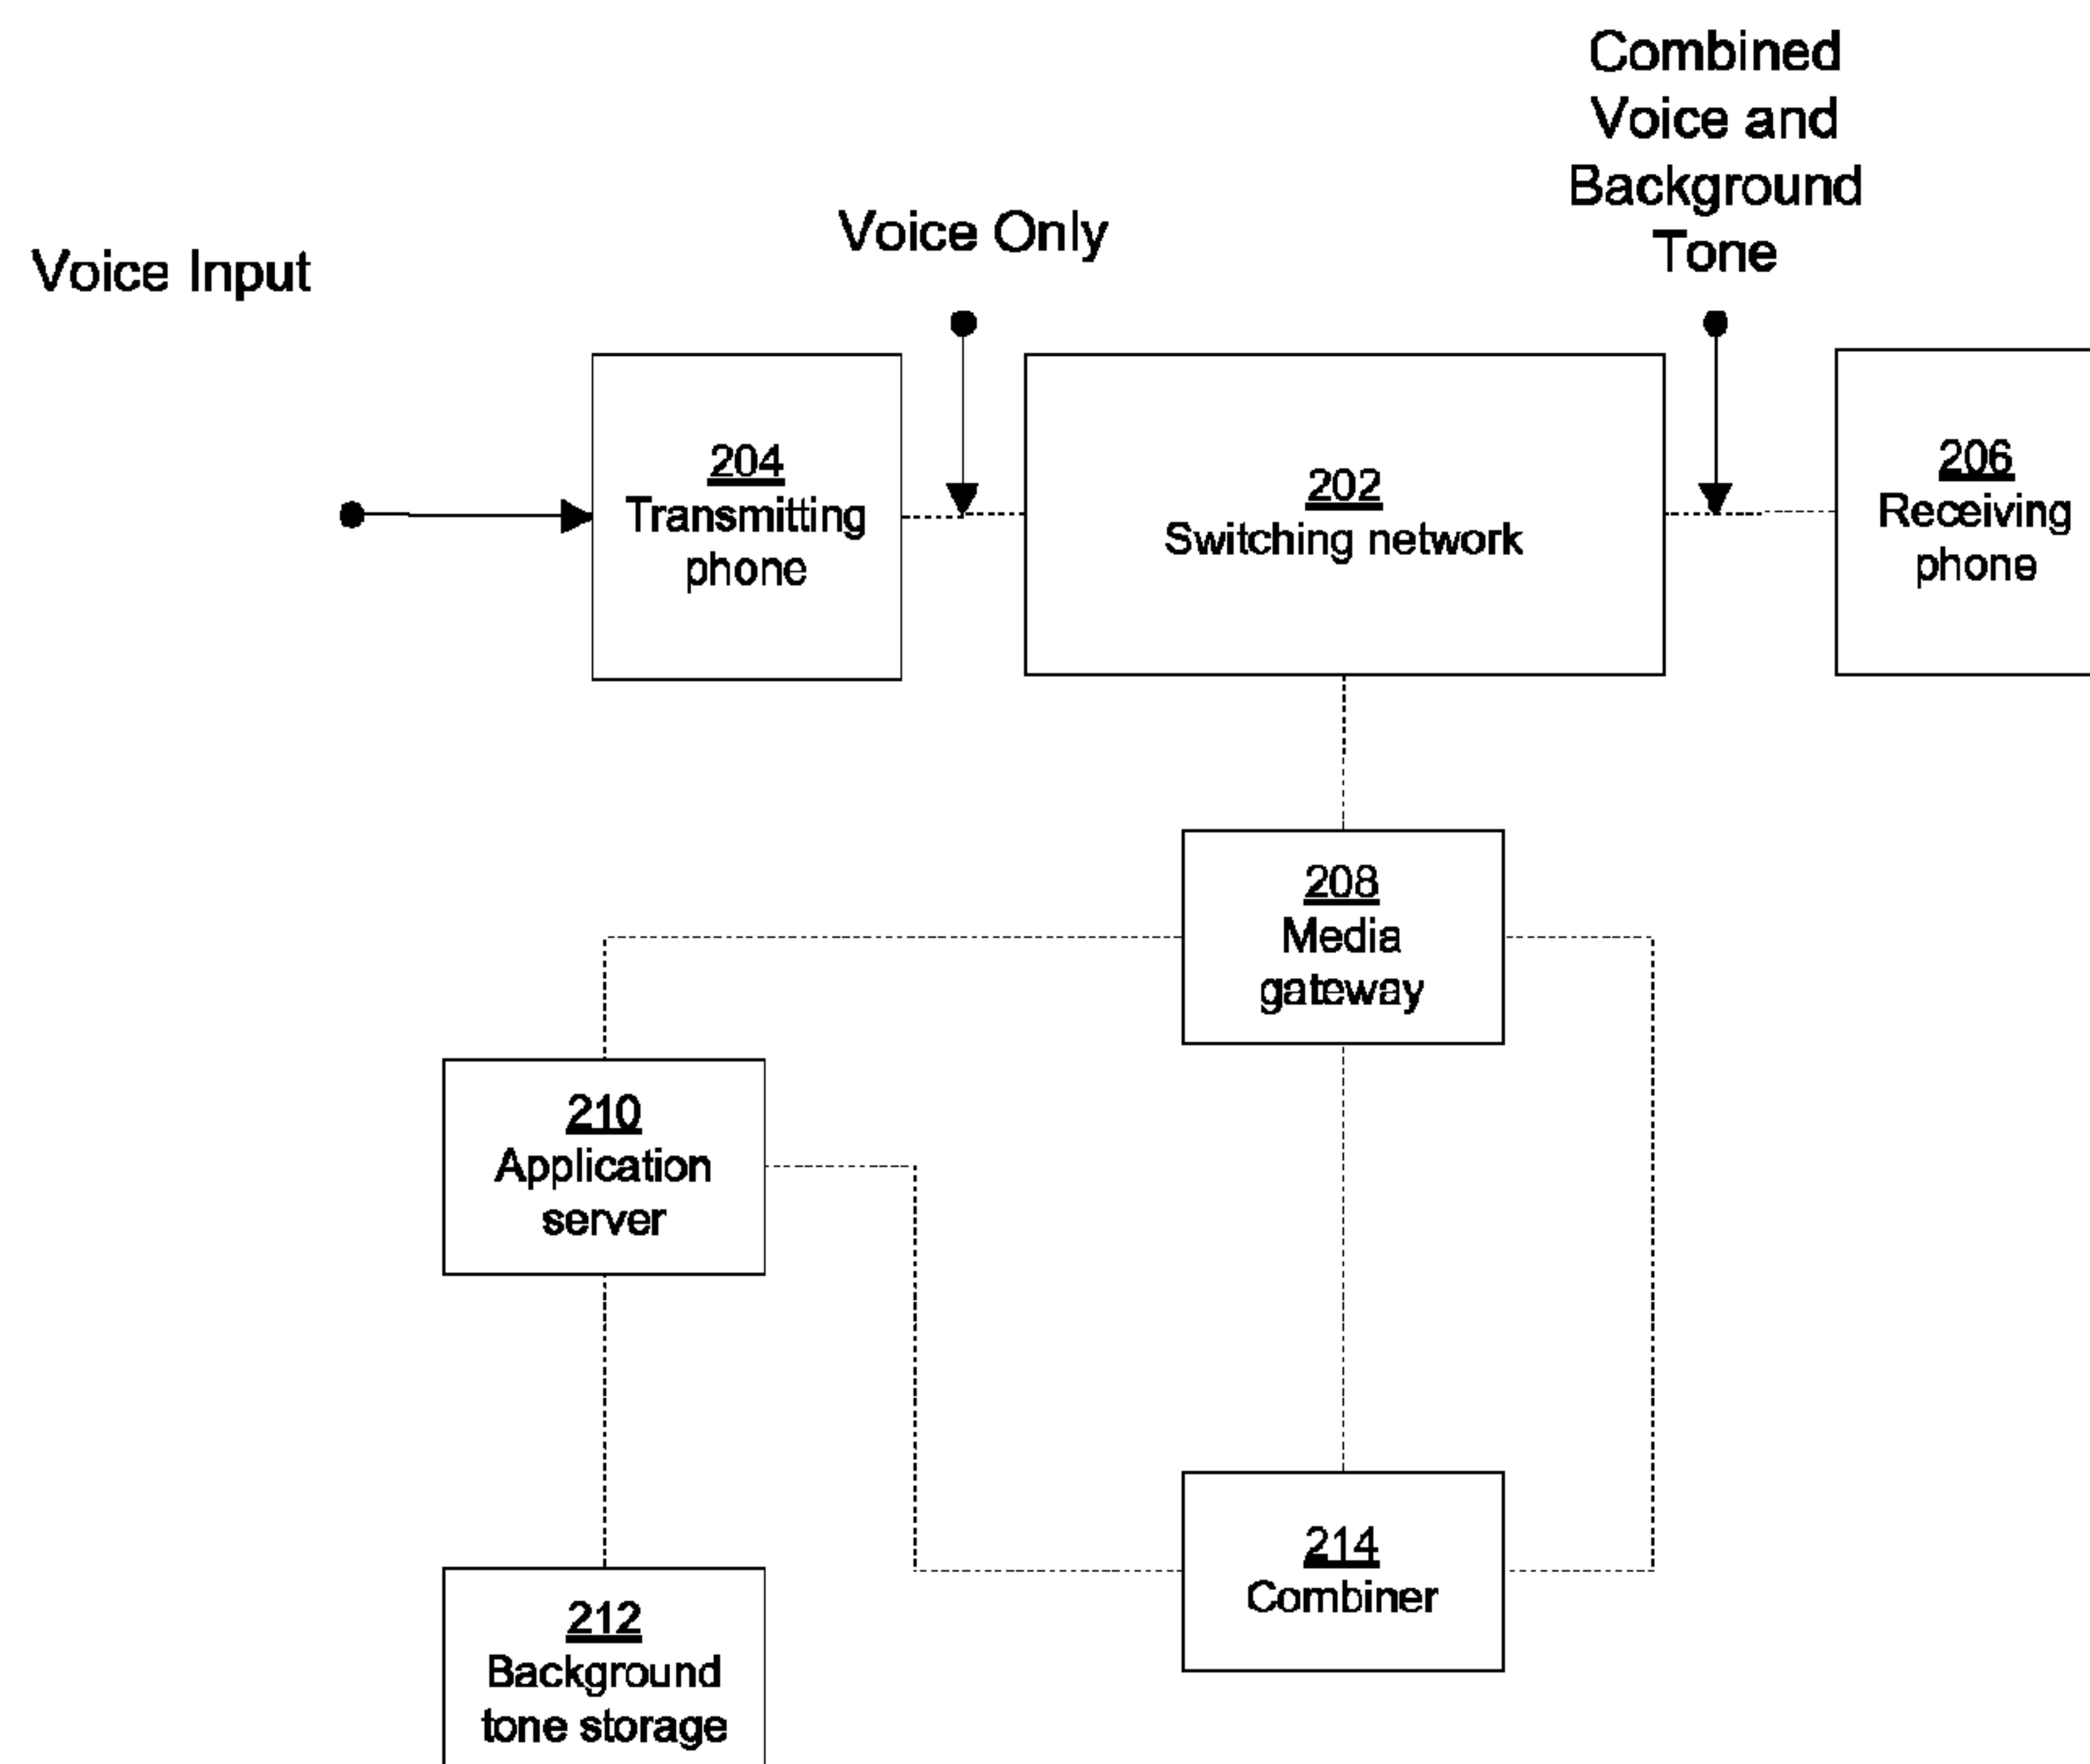 Combined
Voice and
Background
Tone
Voice Only
Voice Input
204
Transmitting
phone
202
Switching network
206
Receiving
phone
208
Media
gateway
210
Application
server
214
Combiner
212
Background
tone storage